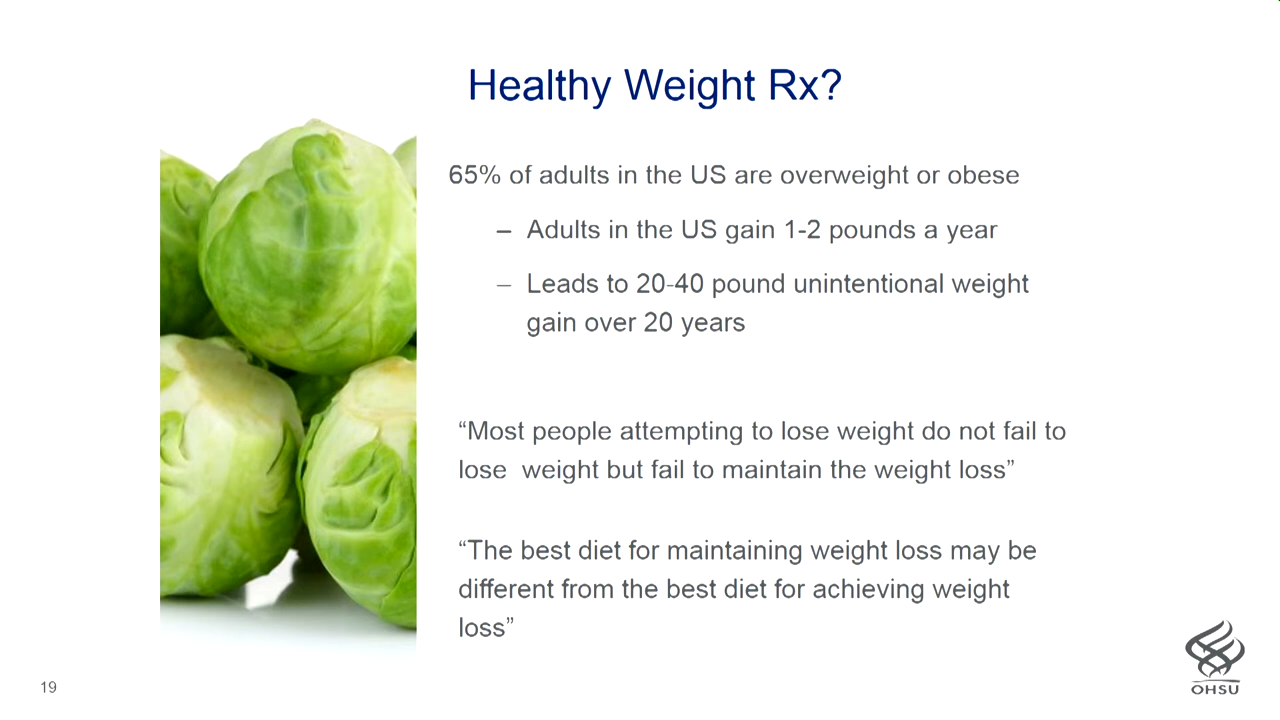 Healthy Weight Rx?
65% of adults in the US are overweight or obese
– Adults in the US gain 1-2 pounds a year
– Leads to 20-40 pound unintentional weight
gain over 20 years
“Most people attempting to lose weight do not fail to
lose  weight but fail to maintain the weight loss”
“The best diet for maintaining weight loss may be
different from the best diet for achieving weight
loss”
19
OHSU